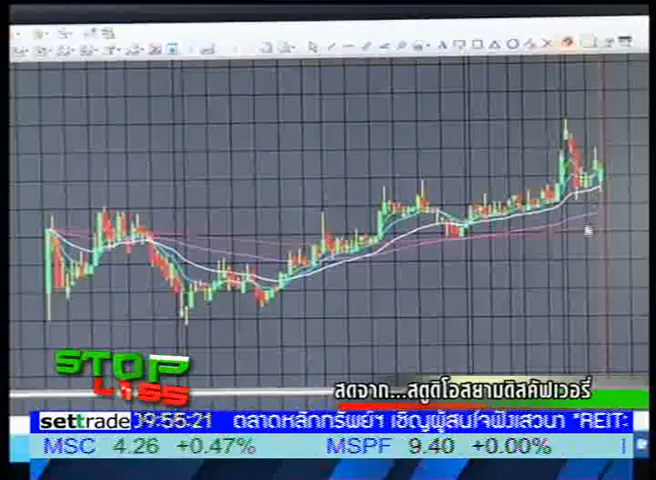 STOP
LOSS
สดจาก...สตูดิโอสยามดิสคัฟเวอรี่
settrade 09:55:21 ตลาดหลักทรัพย์ฯ เชิญผู้สนใจฟังเสวนา "REIT:
MSC 4.26 +0.47% MSPF 9.40 +0.00%